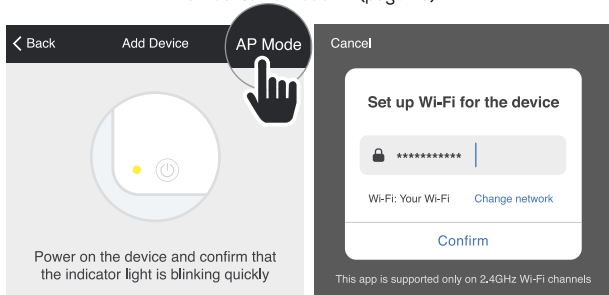 Back
Add Device
AP Mode
Power on the device and confirm that
the indicator light is blinking quickly
Cancel
Set up Wi-Fi for the device
***********
Wi-Fi: Your Wi-Fi
Change network
Confirm
This app is supported only on 2.4GHz Wi-Fi channels